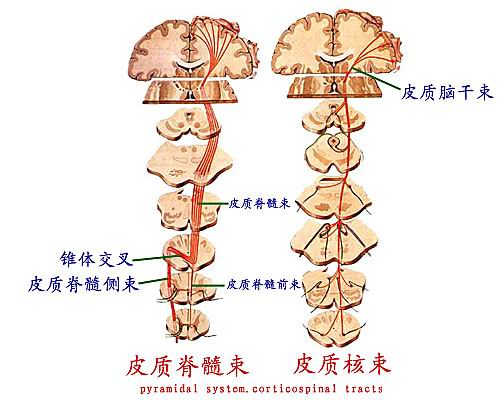 皮质脑干束
皮质脊髓束
锥体交叉
皮质脊髓侧束
皮质脊髓前束
皮质脊髓束
皮质核束
pyramidal system.corticospinal tracts